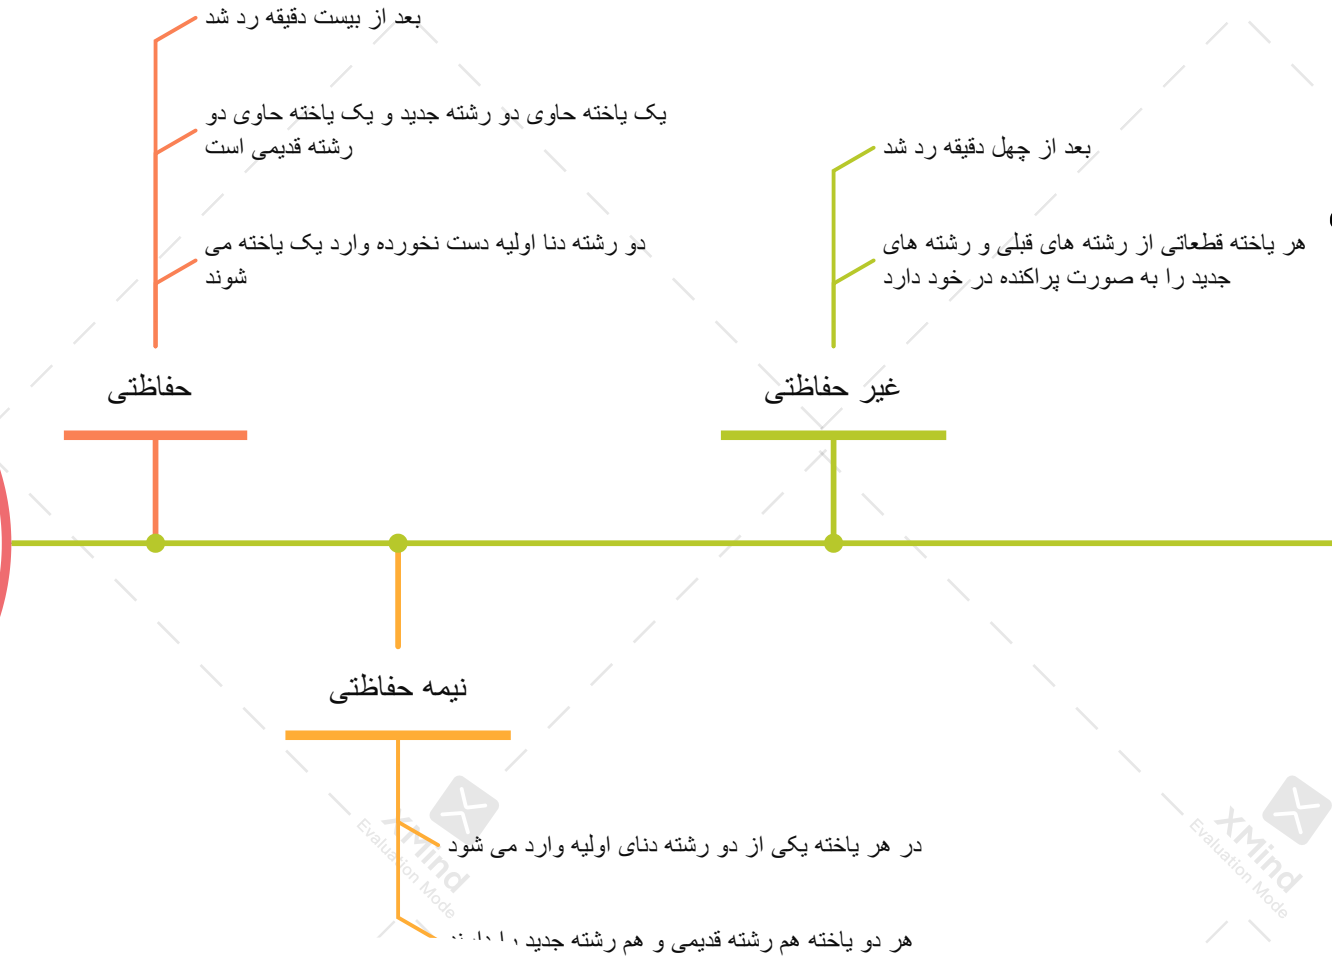 بعد از بیست دقیقه رد شد
یک یاخته حاوی دو رشته جدید و یک یاخته حاوی دو
رشته قدیمی است
دو رشته دنا اولیه دست نخورده وارد یک یاخته می
شوند
حفاظتی
بعد از چهل دقیقه رد شد
هر یاخته قطعاتی از رشته های قبلی و رشته های
جدید را به صورت پراکنده در خود دارد
غیر حفاظتی
نیمه حفاظتی
در هر یاخته یکی از دو رشته دنای اولیه وارد می شود
هر دو یاخته هم رشته قدیمی و هم رشته جدید را
XMind
Evaluation Mode
XMind
Evaluation Mode